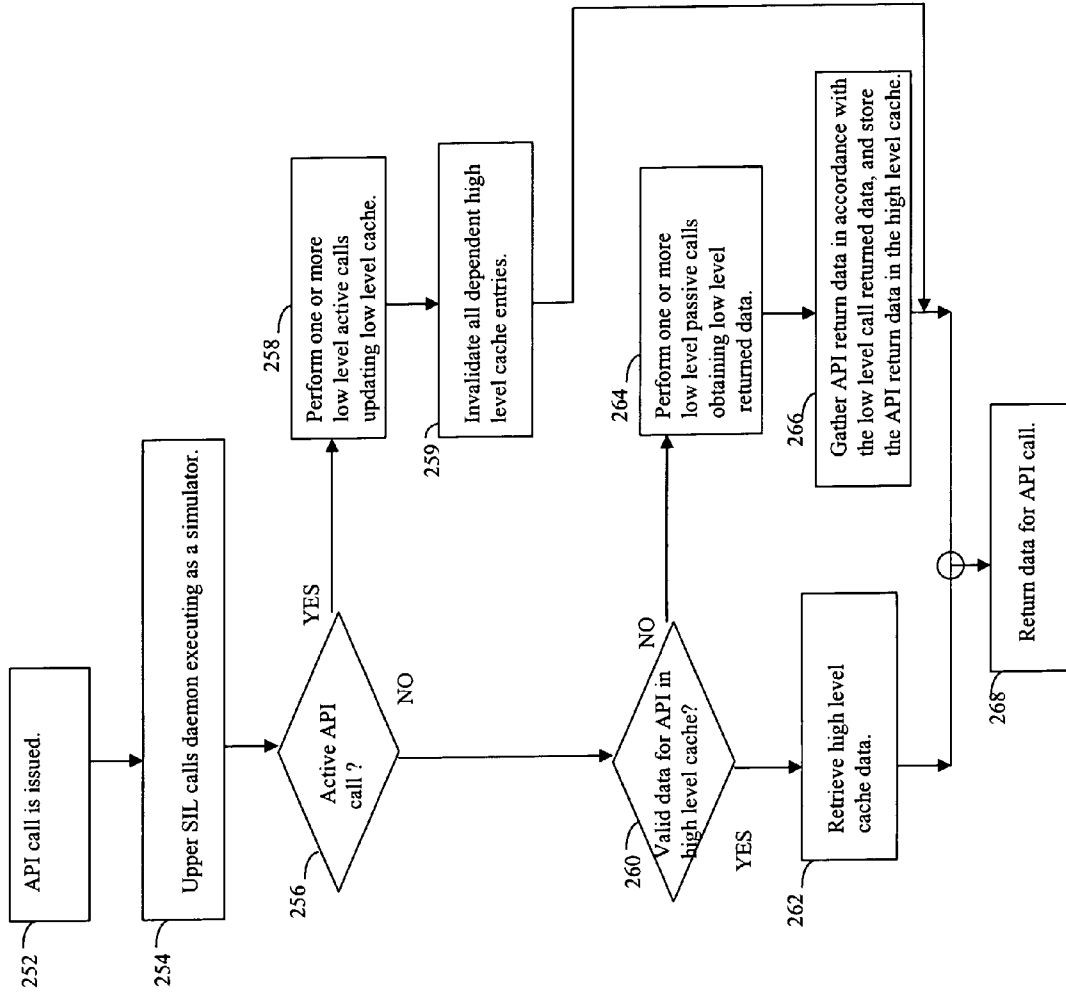 252
API call is issued.
254
Upper SIL calls daemon executing as a simulator.
256
Active API
call ?
YES
NO
258
Perform one or more
low level active calls
updating low level cache.
259
Invalidate all dependent high
level cache entries.
260
Valid data for API in
high level cache?
NO
YES
262
Retrieve high level
cache data.
264
Perform one or more
low level passive calls
obtaining low level
returned data.
266
Gather API return data in accordance with
the low level call returned data, and store
the API return data in the high level cache.
268
Return data for API call.